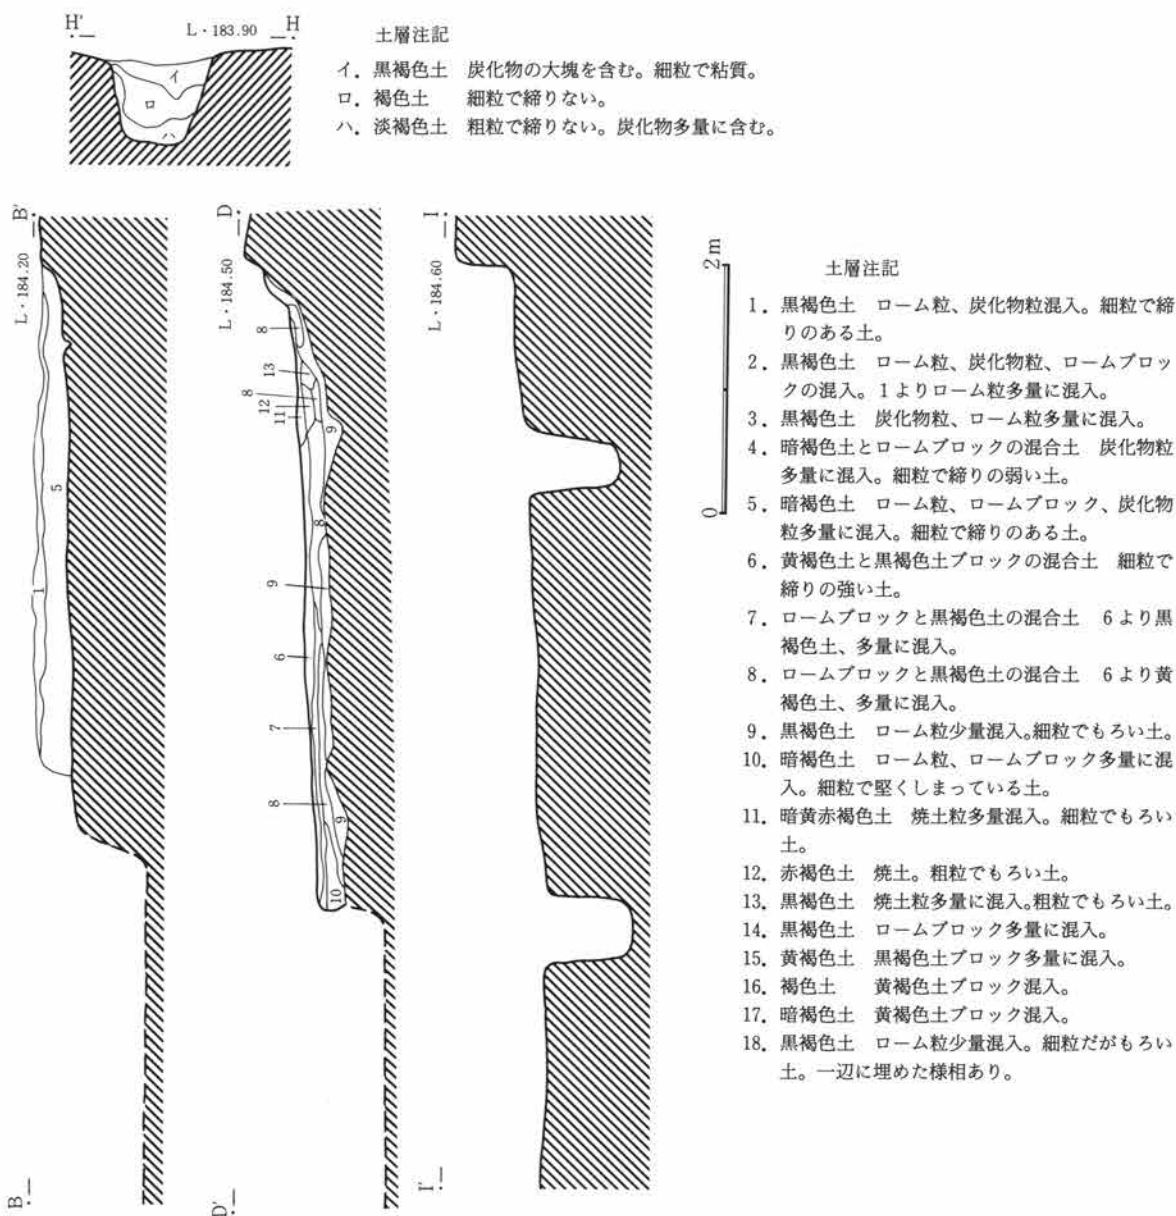 H'
L・183.90
H
イ
ロ
ハ
土層注記
イ．黒褐色土　炭化物の大塊を含む。細粒で粘質。
ロ．褐色土　　細粒で締りない。
ハ．淡褐色土　粗粒で締りない。炭化物多量に含む。
B'
L・184.20
5
1
B
D
L・184.50
8
13
8
12
11
9
8
9
6
7
8
9
10
D'
I
L・184.60
I'
2m
0
土層注記
1．黒褐色土　ローム粒、炭化物粒混入。細粒で締
りのある土。
2．黒褐色土　ローム粒、炭化物粒、ロームブロッ
クの混入。1よりローム粒多量に混入。
3．黒褐色土　炭化物粒、ローム粒多量に混入。
4．暗褐色土とロームブロックの混合土　炭化物粒
多量に混入。細粒で締りの弱い土。
5．暗褐色土　ローム粒、ロームブロック、炭化物
粒多量に混入。細粒で締りのある土。
6．黄褐色土と黒褐色土ブロックの混合土　細粒で
締りの強い土。
7．ロームブロックと黒褐色土の混合土　6より黒
褐色土、多量に混入。
8．ロームブロックと黒褐色土の混合土　6より黄
褐色土、多量に混入。
9．黒褐色土　ローム粒少量混入。細粒でもろい土。
10．暗褐色土　ローム粒、ロームブロック多量に混
入。細粒で堅くしまっている土。
11．暗黄赤褐色土　焼土粒多量混入。細粒でもろい
土。
12．赤褐色土　焼土。粗粒でもろい土。
13．黒褐色土　焼土粒多量に混入。粗粒でもろい土。
14．黒褐色土　ロームブロック多量に混入。
15．黄褐色土　黒褐色土ブロック多量に混入。
16．褐色土　　黄褐色土ブロック混入。
17．暗褐色土　黄褐色土ブロック混入。
18．黒褐色土　ローム粒少量混入。細粒だがもろい
土。一辺に埋めた様相あり。